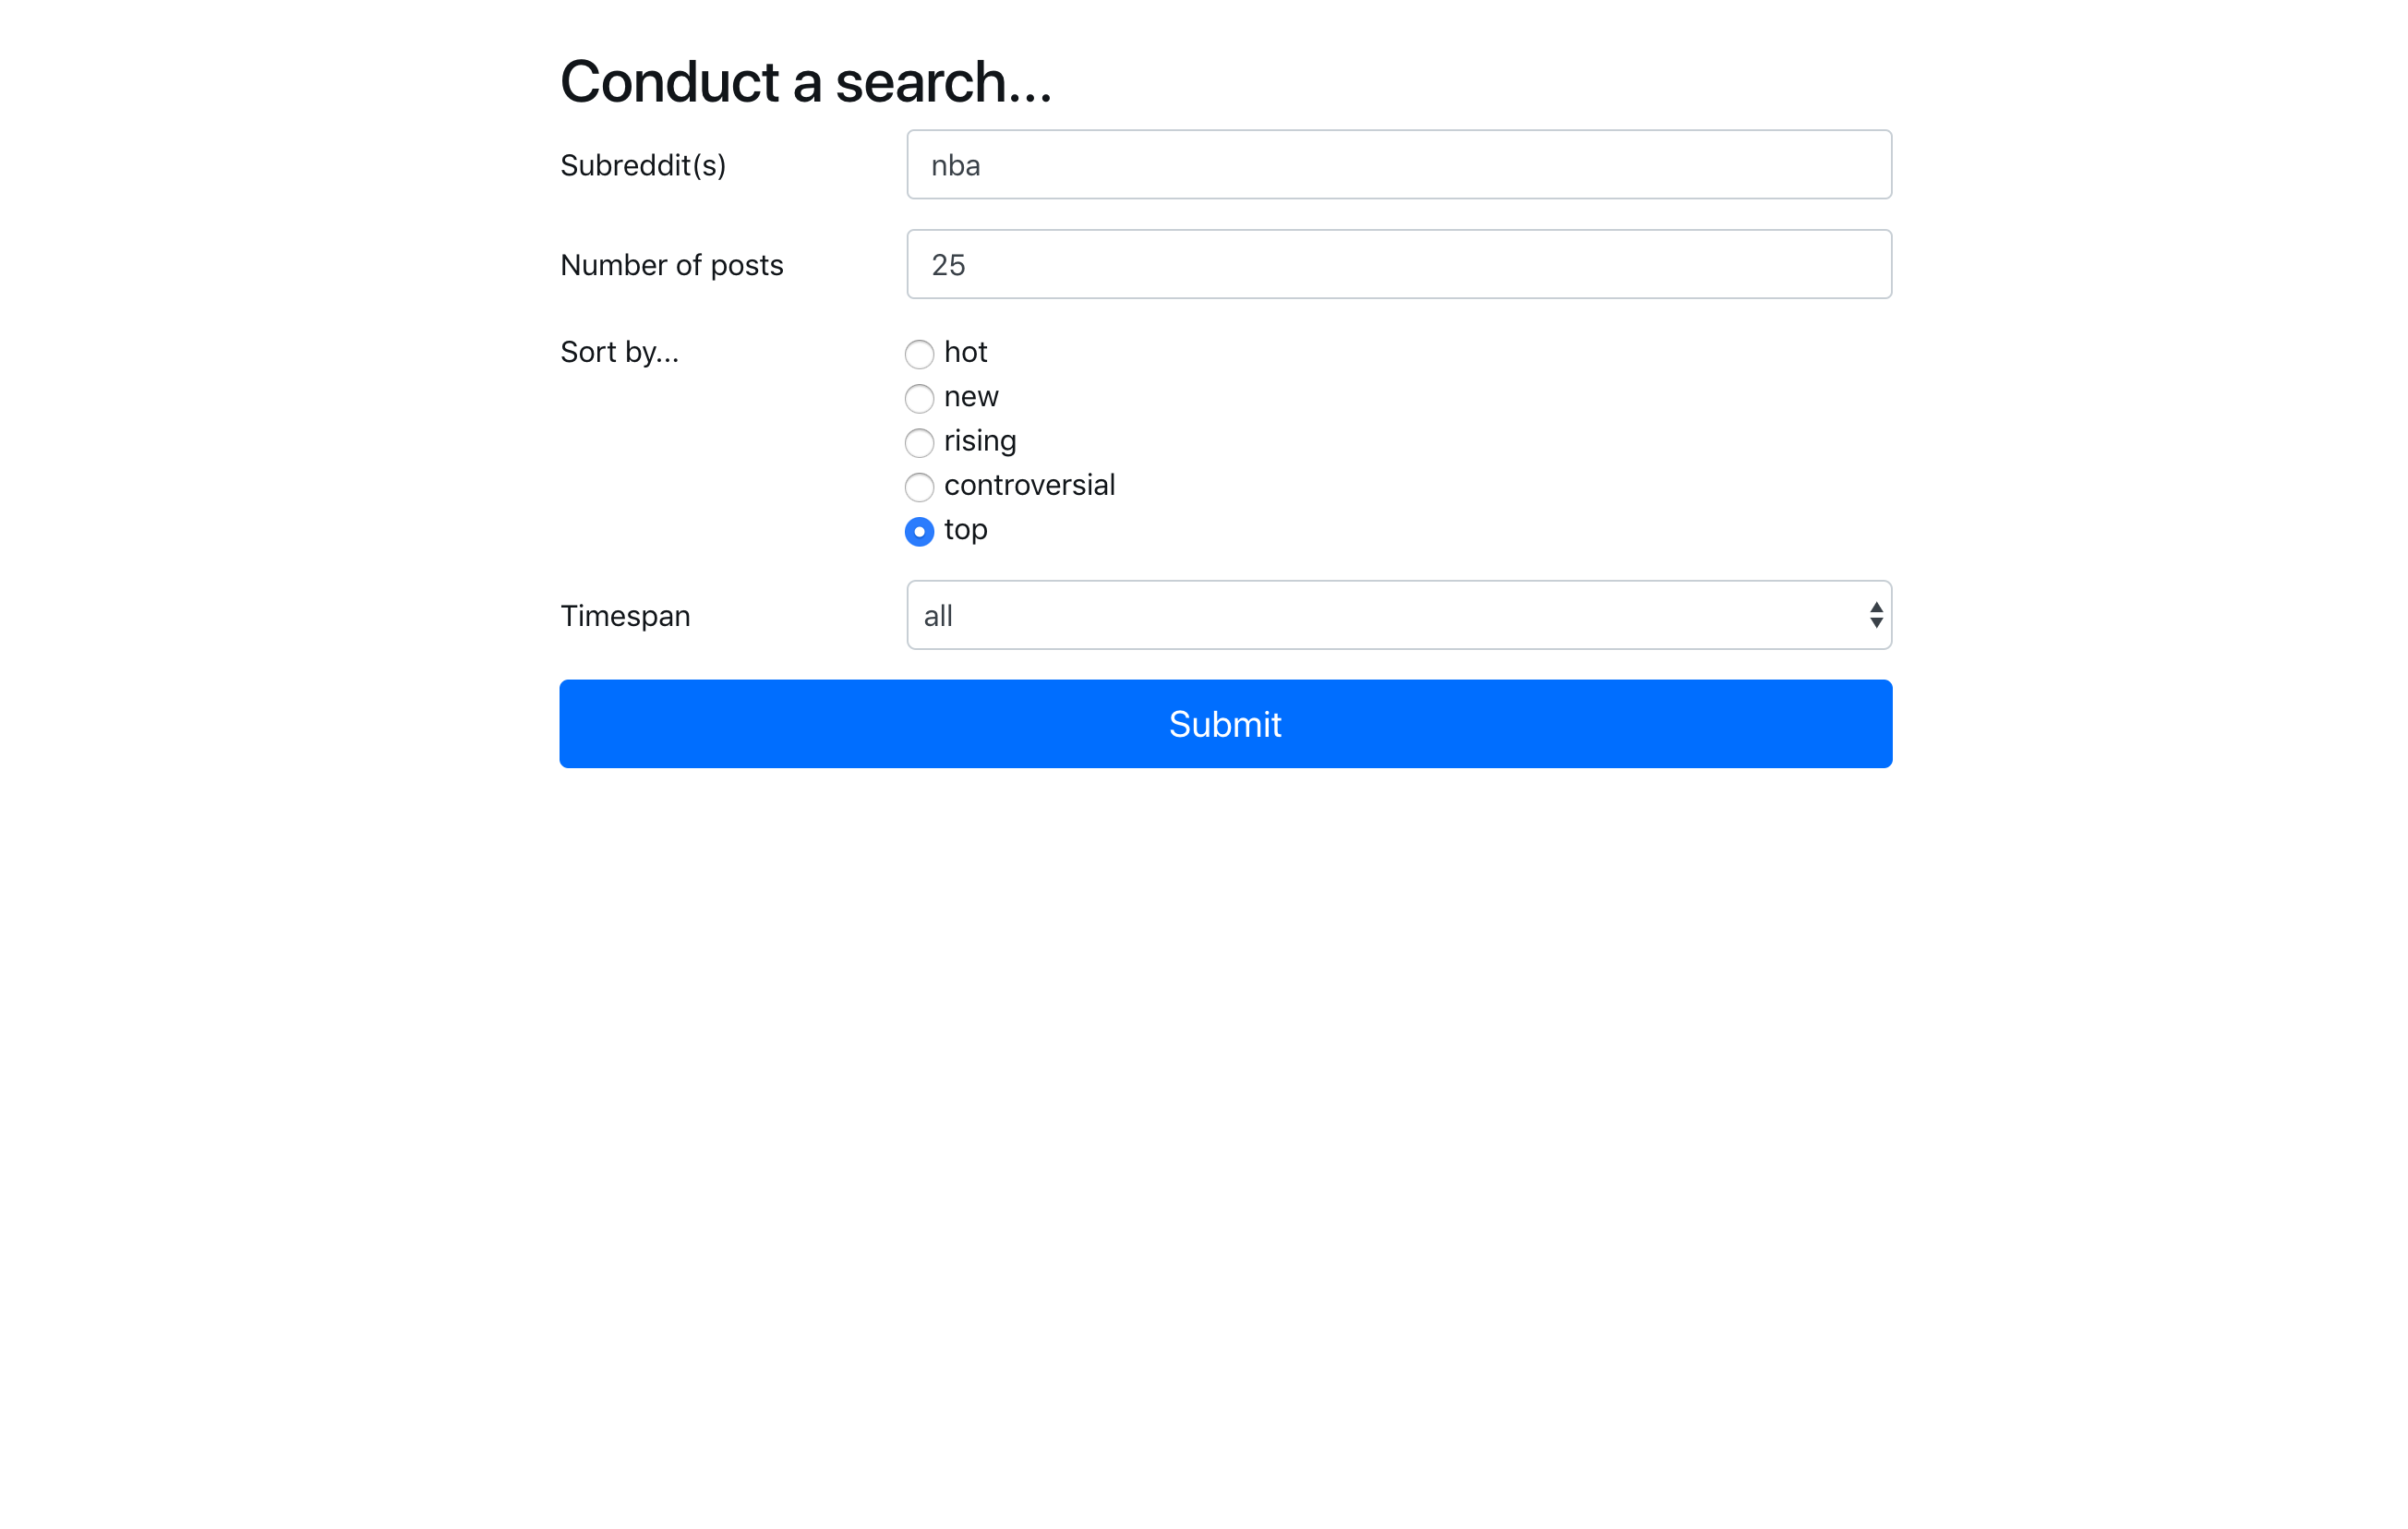 Conduct a search...
Subreddit(s)
nba
Number of posts
25
Sort by...
hot
new
rising
controversial
top
Timespan
all
Submit